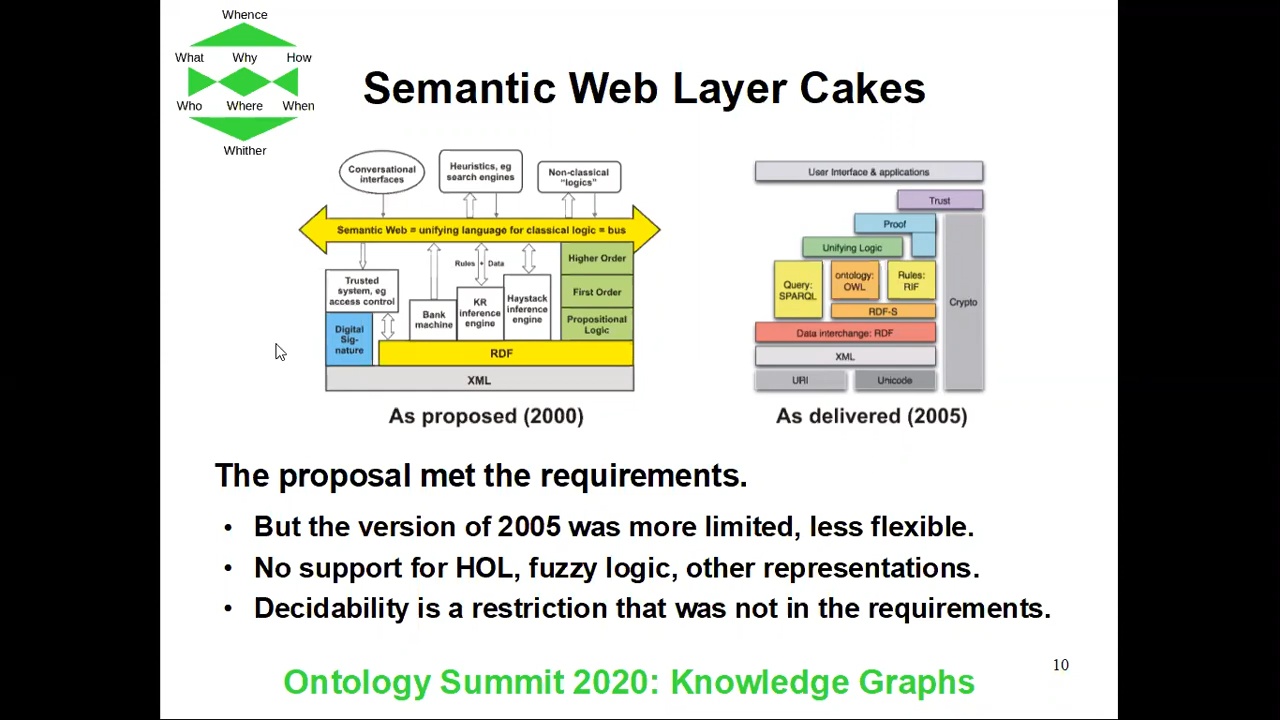 Whence
What Why How
Who Where When
Whither
Semantic Web Layer Cakes
Conversational
interfaces
Heuristics, eg
search engines
Non-classical
"logics"
Semantic Web = unifying language for classical logic = bus
Rules + Data
Trusted
system, eg
access control
Digital
Sig-
nature
Bank
machine
KR
inference
engine
Haystack
inference
engine
Higher Order
First Order
Propositional
Logic
RDF
XML
As proposed (2000)
User Interface & applications
Trust
Proof
Unifying Logic
Query:
SPARQL
ontology:
OWL
Rules:
RIF
Crypto
RDF-S
Data interchange: RDF
XML
URI
Unicode
As delivered (2005)
The proposal met the requirements.
• But the version of 2005 was more limited, less flexible.
• No support for HOL, fuzzy logic, other representations.
• Decidability is a restriction that was not in the requirements.
10
Ontology Summit 2020: Knowledge Graphs